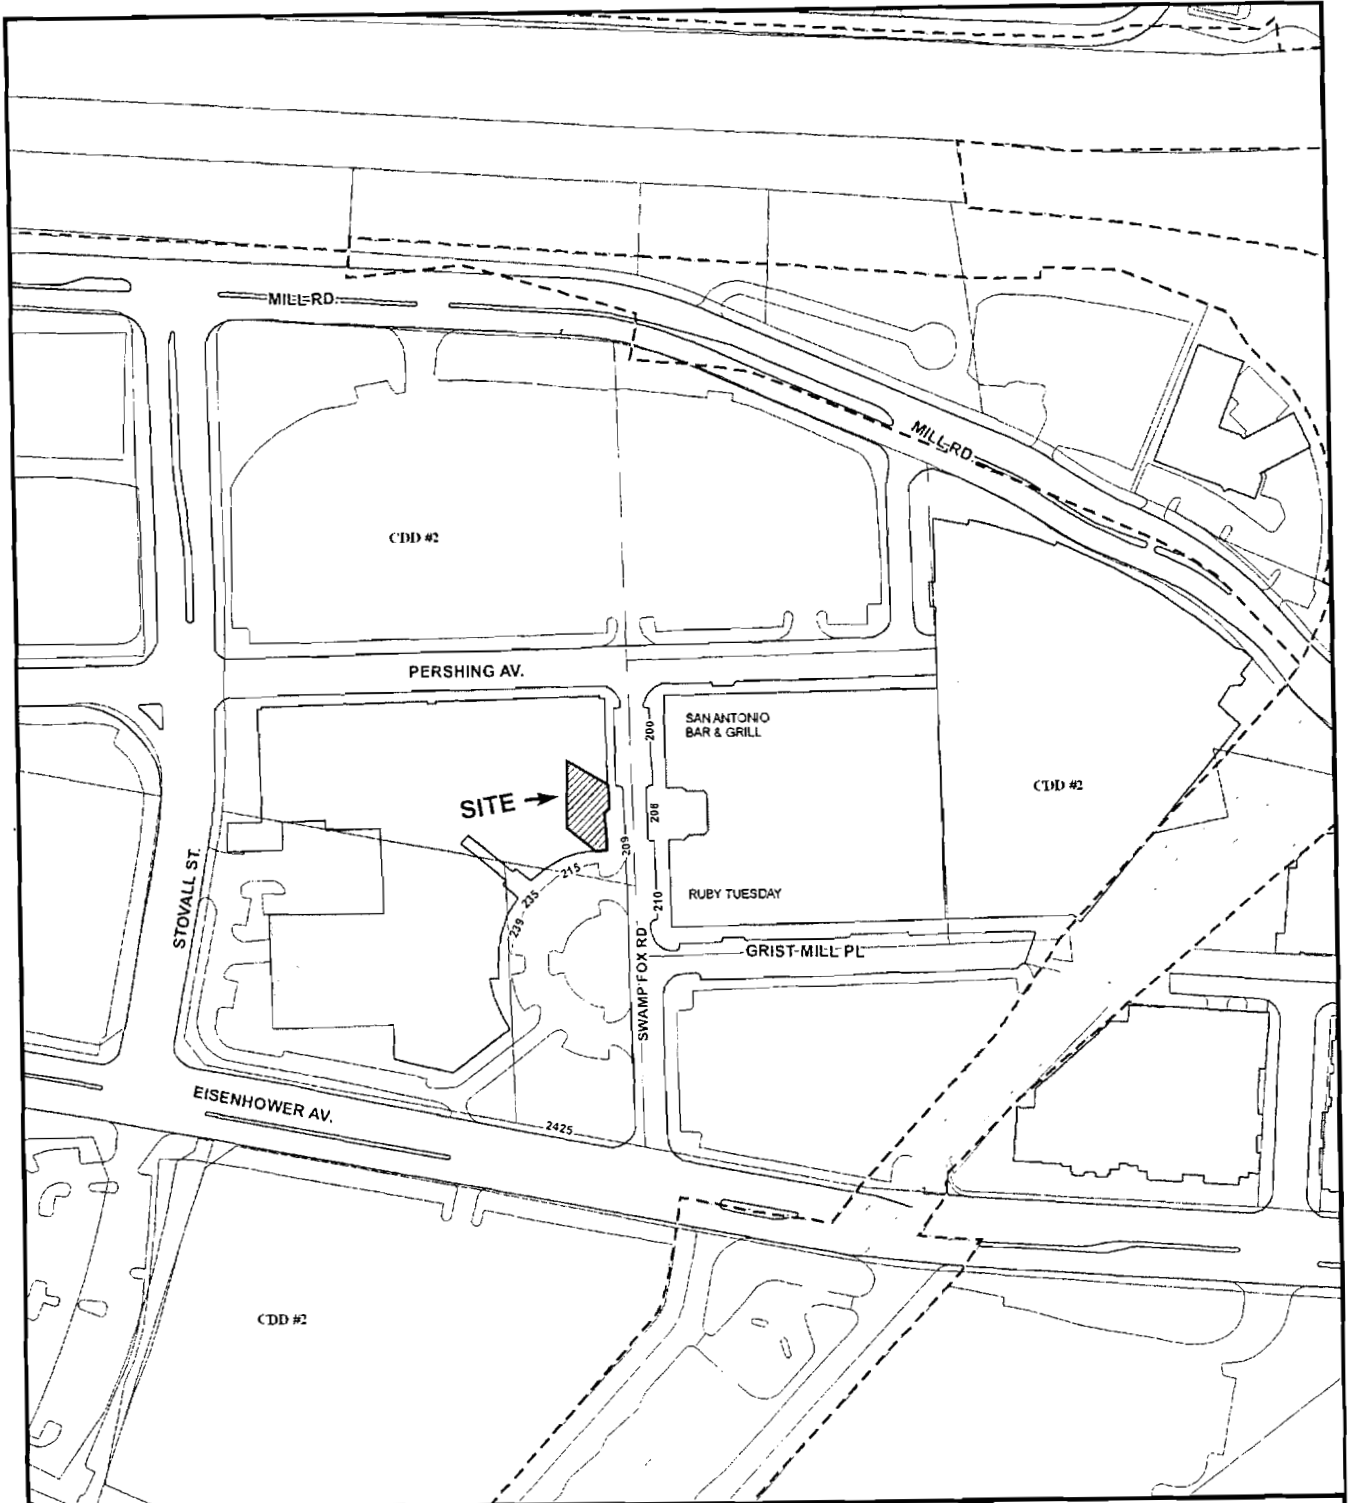 MILL RD.
MILL RD.
CDD #2
PERSHING AV.
200
SAN ANTONIO
BAR & GRILL
CDD #2
SITE
208
209
215
STOVALL ST.
235
210
RUBY TUESDAY
239
SWAMP FOX RD
GRIST MILL PL
EISENHOWER AV.
2425
CDD #2